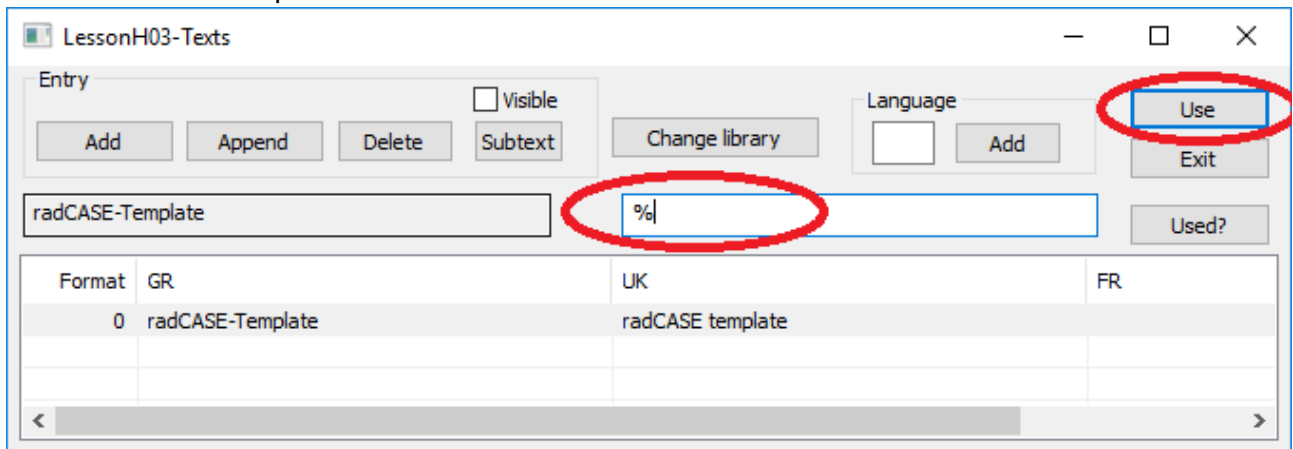 LessonH03-Texts
Entry
Visible
Language
Use
Add Append Delete Subtext Change library Add
Exit
radCASE-Template %
Used?
Format GR UK FR
0 radCASE-Template radCASE template